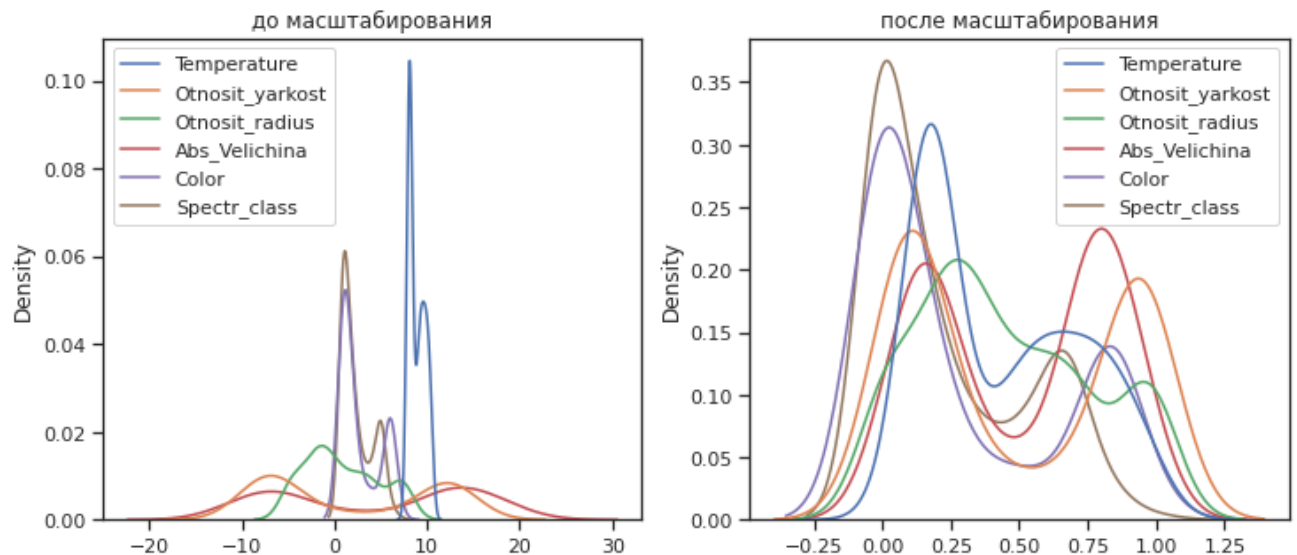 до масштабирования
Temperature
Otnosit_yarkost
Otnosit_radius
Abs_Velichina
Color
Spectr_class
Density
0.10
0.08
0.06
0.04
0.02
0.00
−20
−10
0
10
20
30
после масштабирования
Temperature
Otnosit_yarkost
Otnosit_radius
Abs_Velichina
Color
Spectr_class
Density
0.35
0.30
0.25
0.20
0.15
0.10
0.05
0.00
−0.25
0.00
0.25
0.50
0.75
1.00
1.25